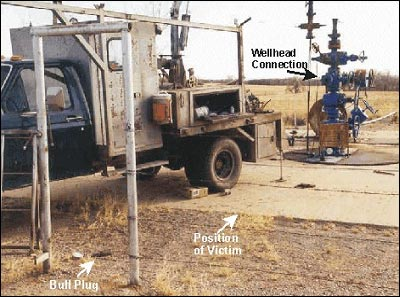 Wellhead
Connection
Position
of Victim
Bull Plug